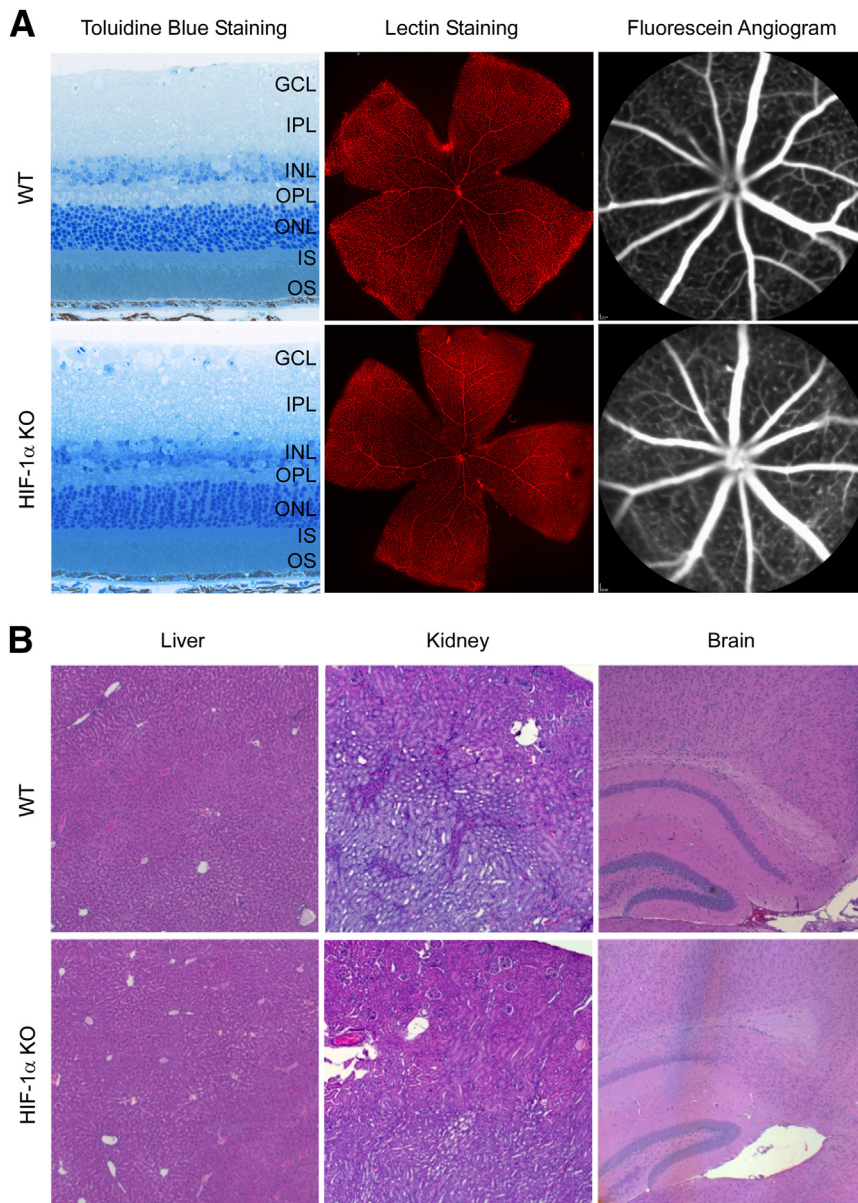 A
Toluidine Blue Staining
Lectin Staining
Fluorescein Angiogram
WT
GCL
IPL
INL
OPL
ONL
IS
OS
HIF-1α KO
GCL
IPL
INL
OPL
ONL
IS
OS
B
Liver
Kidney
Brain
WT
HIF-1α KO